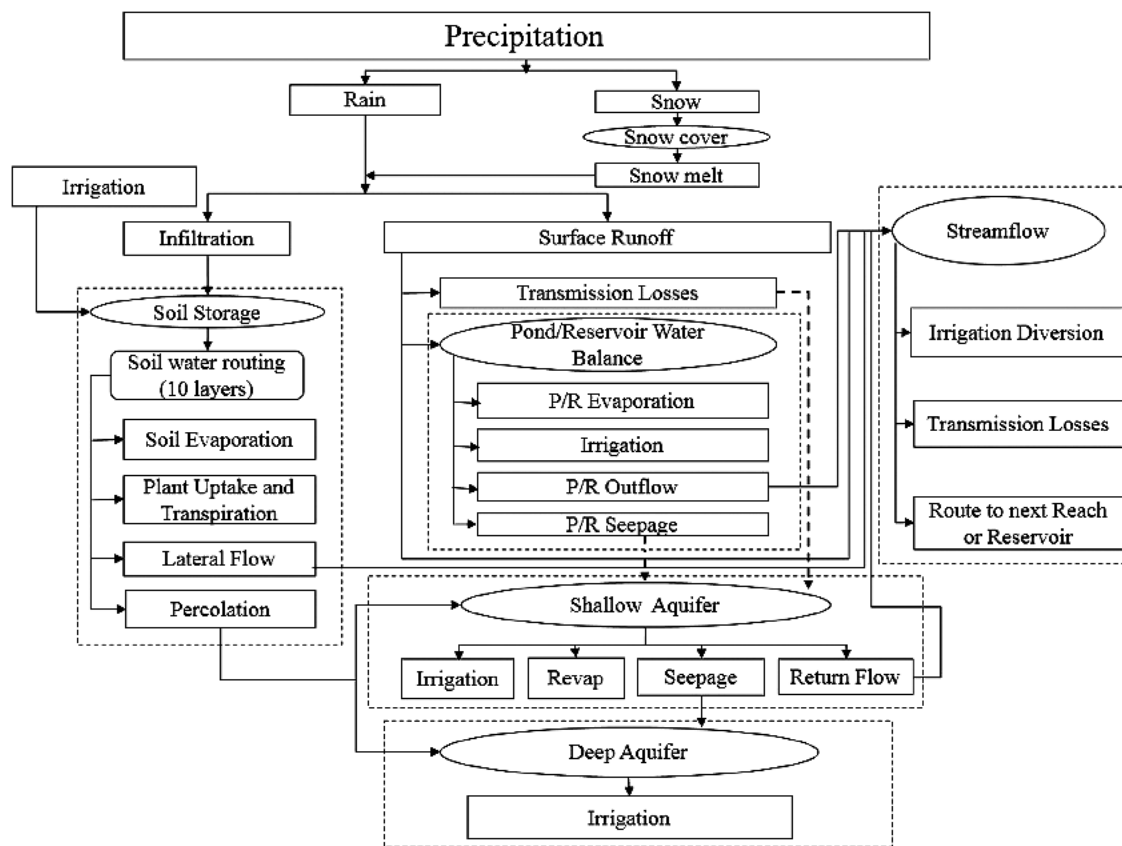 Precipitation
Rain
Snow
Snow cover
Snow melt
Irrigation
Infiltration
Surface Runoff
Streamflow
Soil Storage
Soil water routing
(10 layers)
Soil Evaporation
Plant Uptake and
Transpiration
Lateral Flow
Percolation
Transmission Losses
Pond/Reservoir Water
Balance
P/R Evaporation
Irrigation
P/R Outflow
P/R Seepage
Irrigation Diversion
Transmission Losses
Route to next Reach
or Reservoir
Shallow Aquifer
Irrigation
Revap
Seepage
Return Flow
Deep Aquifer
Irrigation